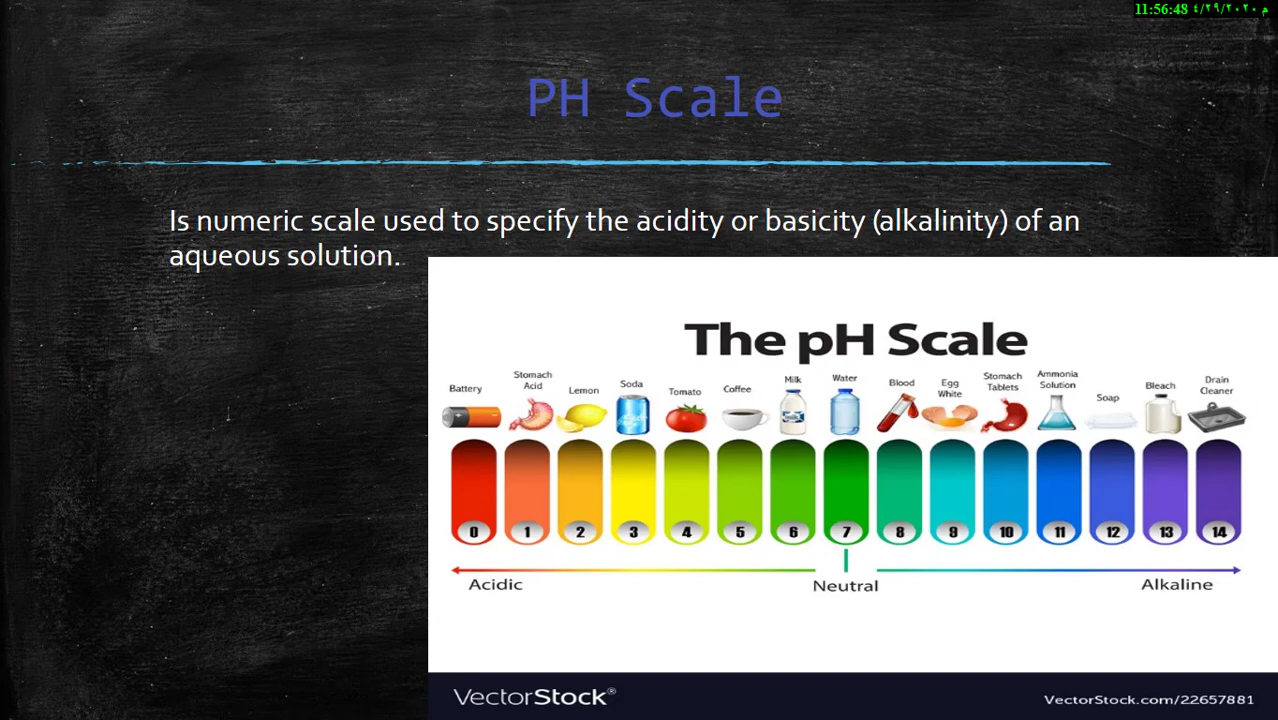 11:56:48 م ٤/٢٩/٢٠٢٠
PH Scale
Is numeric scale used to specify the acidity or basicity (alkalinity) of an
aqueous solution.
The pH Scale
Battery
Stomach
Acid
Lemon
Soda
Tomato
Coffee
Milk
Water
Blood
Egg
White
Stomach
Tablets
Ammonia
Solution
Soap
Bleach
Drain
Cleaner
0 1 2 3 4 5 6 7 8 9 10 11 12 13 14
Acidic Neutral Alkaline
VectorStock® VectorStock.com/22657881